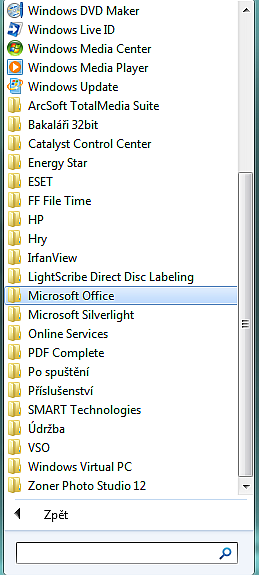 Windows DVD Maker
Windows Live ID
Windows Media Center
Windows Media Player
Windows Update
ArcSoft TotalMedia Suite
Bakaláři 32bit
Catalyst Control Center
Energy Star
ESET
FF File Time
HP
Hry
IrfanView
LightScribe Direct Disc Labeling
Microsoft Office
Microsoft Silverlight
Online Services
PDF Complete
Po spuštění
Příslušenství
SMART Technologies
Údržba
VSO
Windows Virtual PC
Zoner Photo Studio 12
Zpět